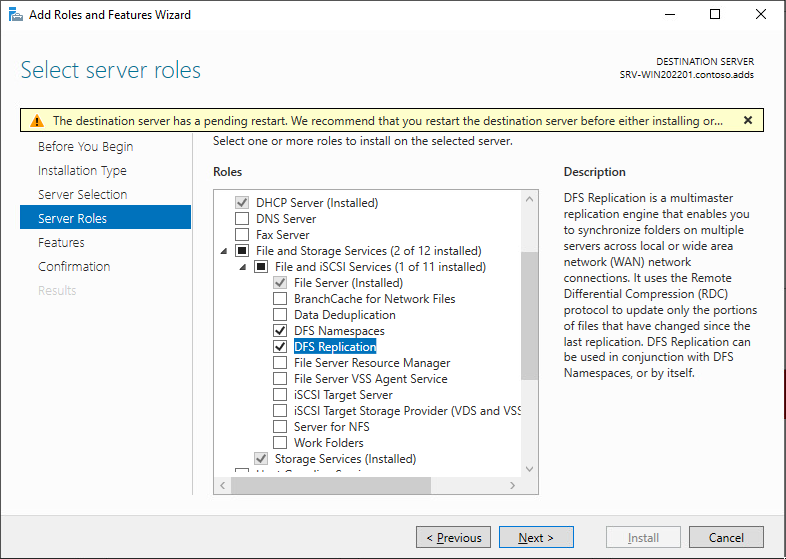 Add Roles and Features Wizard
Select server roles
DESTINATION SERVER
SRV-WIN202201.contoso.adds
The destination server has a pending restart. We recommend that you restart the destination server before either installing or...
Before You Begin
Installation Type
Server Selection
Server Roles
Features
Confirmation
Results
Select one or more roles to install on the selected server.
Roles
DHCP Server (Installed)
DNS Server
Fax Server
File and Storage Services (2 of 12 installed)
File and iSCSI Services (1 of 11 installed)
File Server (Installed)
BranchCache for Network Files
Data Deduplication
DFS Namespaces
DFS Replication
File Server Resource Manager
File Server VSS Agent Service
iSCSI Target Server
iSCSI Target Storage Provider (VDS and VSS
Server for NFS
Work Folders
Storage Services (Installed)
Description
DFS Replication is a multimaster
replication engine that enables you
to synchronize folders on multiple
servers across local or wide area
network (WAN) network
connections. It uses the Remote
Differential Compression (RDC)
protocol to update only the portions
of files that have changed since the
last replication. DFS Replication can
be used in conjunction with DFS
Namespaces, or by itself.
< Previous
Next >
Install
Cancel